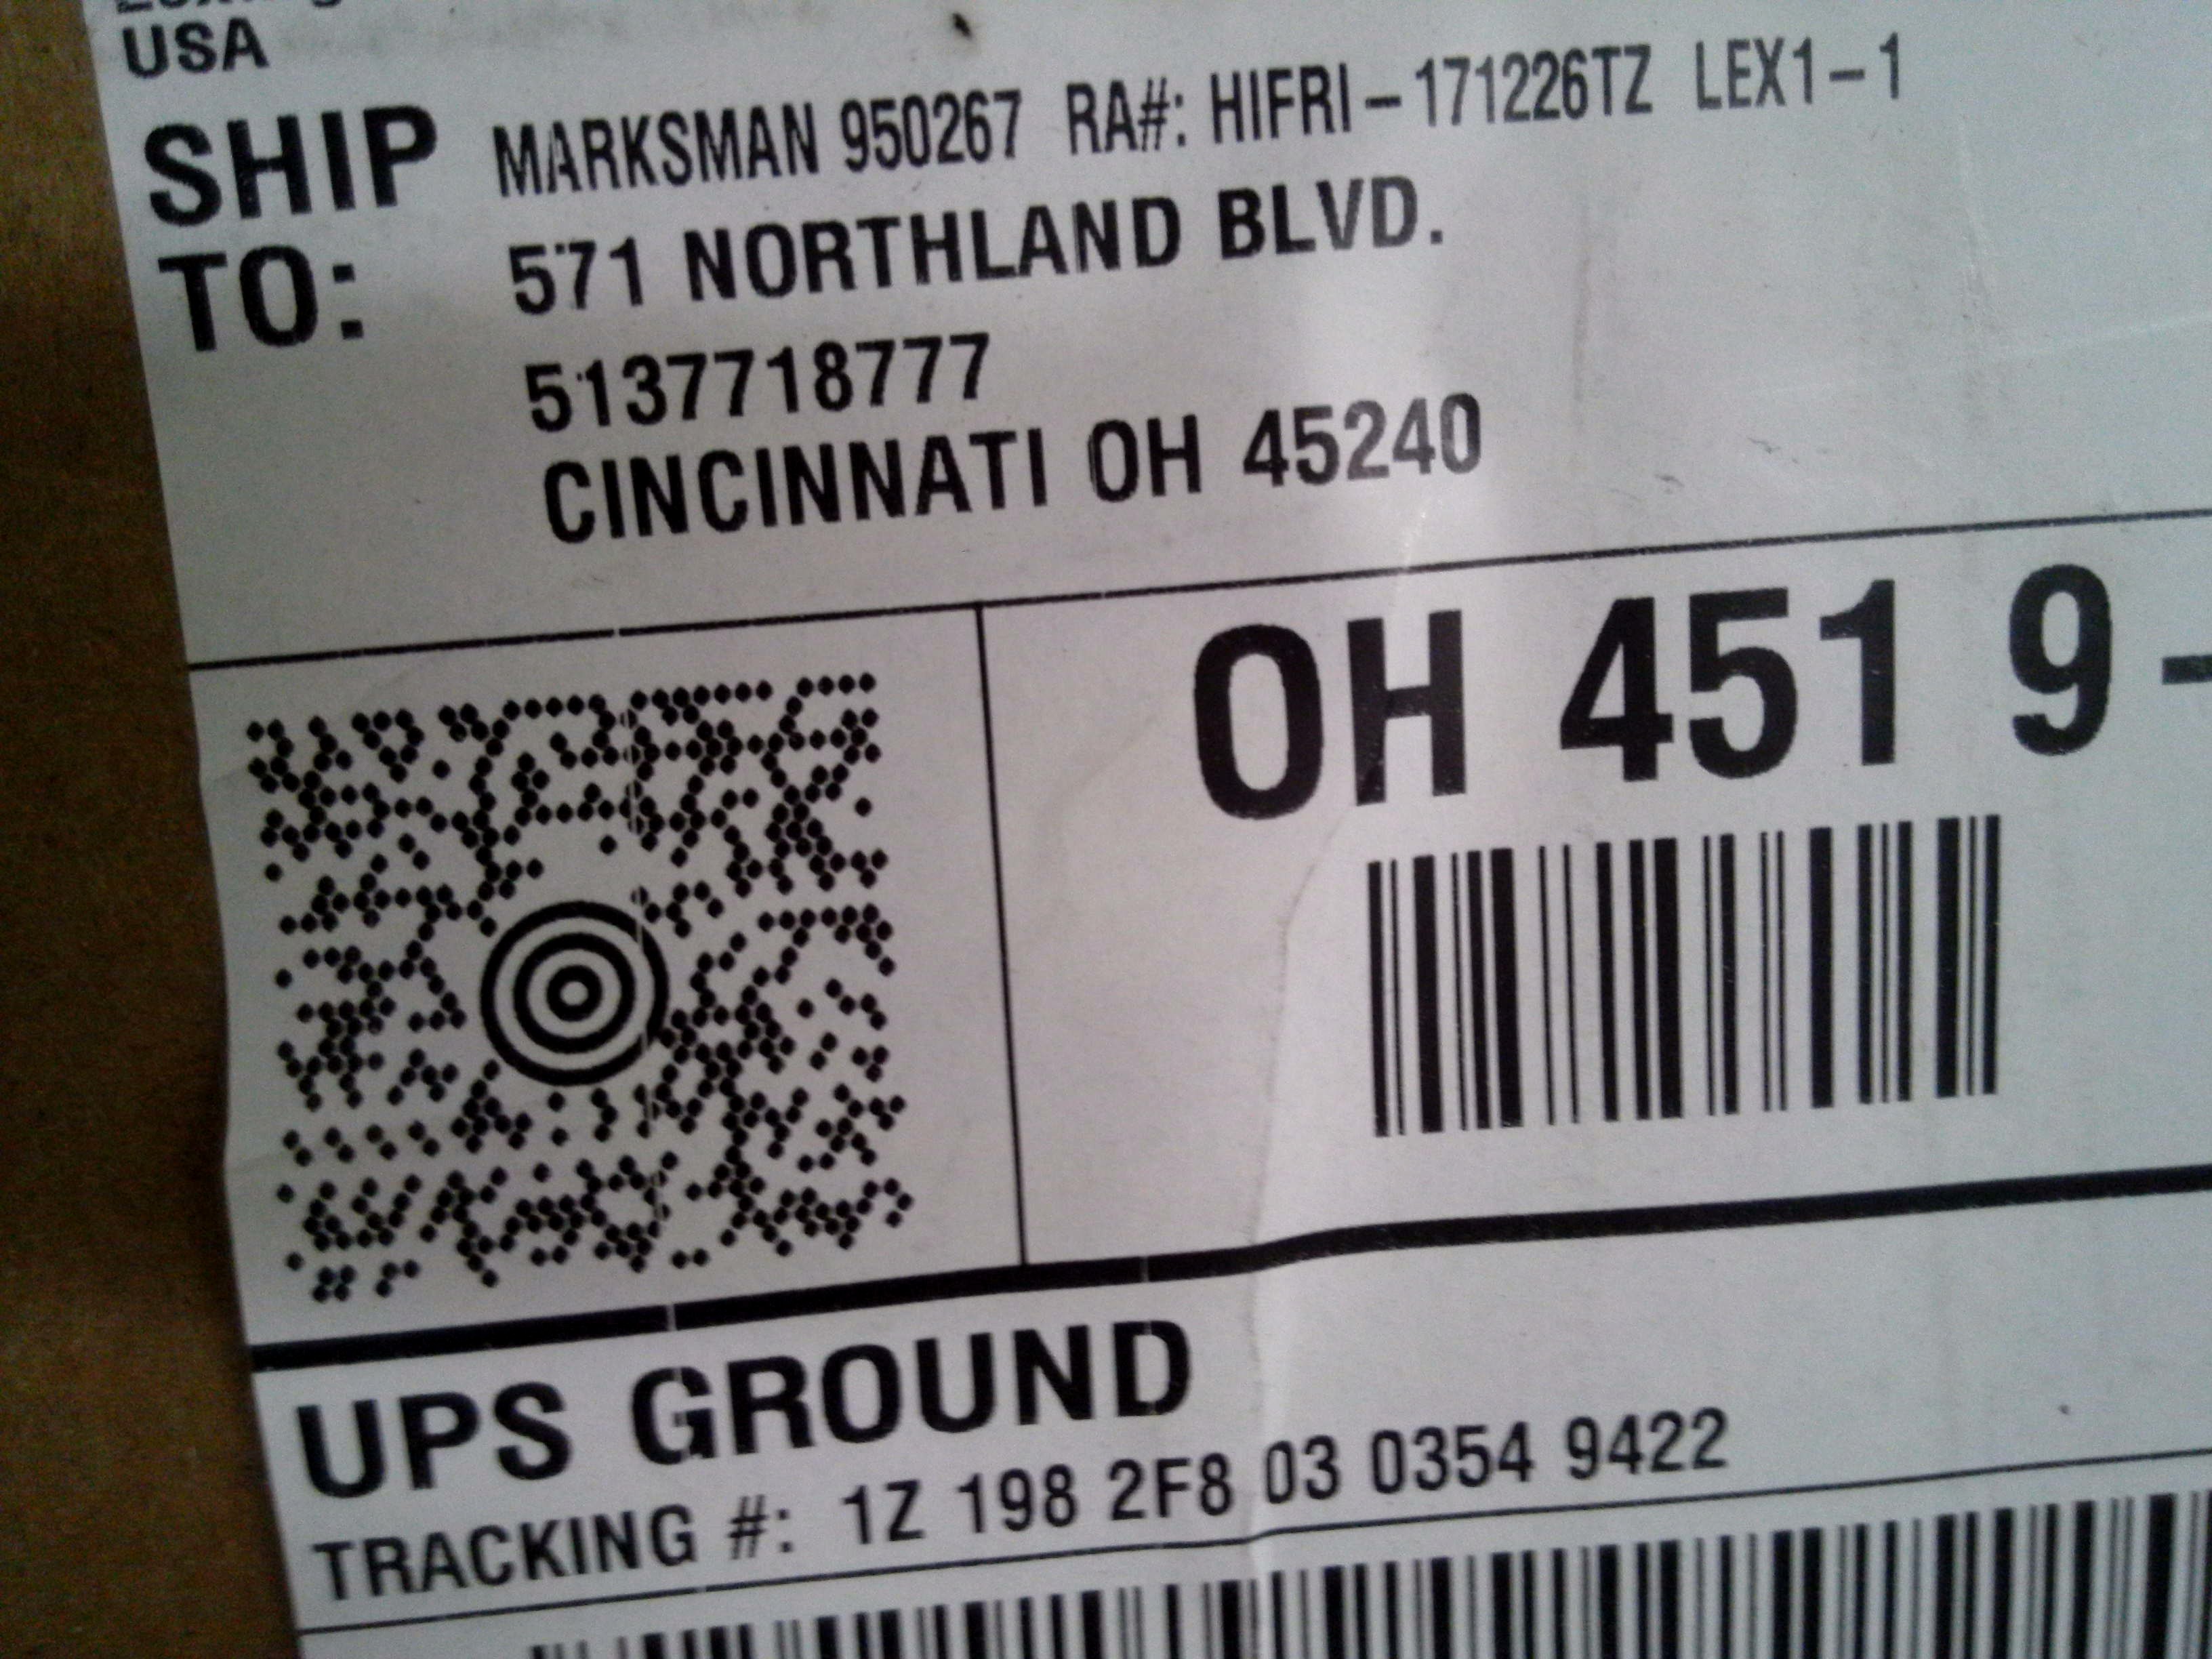 USA
SHIP TO: MARKSMAN 950267 RA#: HIFRI-171226TZ LEX1-1
571 NORTHLAND BLVD.
5137718777
CINCINNATI OH 45240
OH 451 9-
UPS GROUND
TRACKING #: 1Z 198 2F8 03 0354 9422